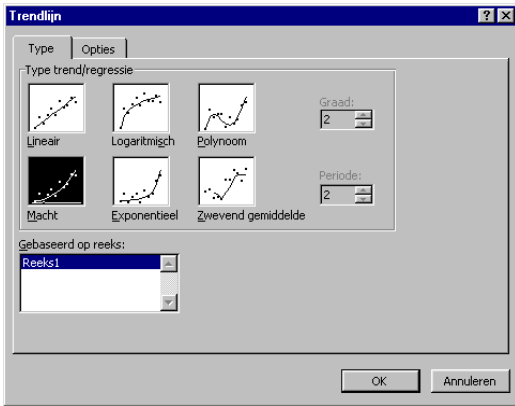 Trendlijn
Type Opties
Type trend/regressie
Lineair Logaritmisch Polynoom
Graad:
2
Macht Exponentieel Zwevend gemiddelde
Periode:
2
Gebaseerd op reeks:
Reeks1
OK Annuleren